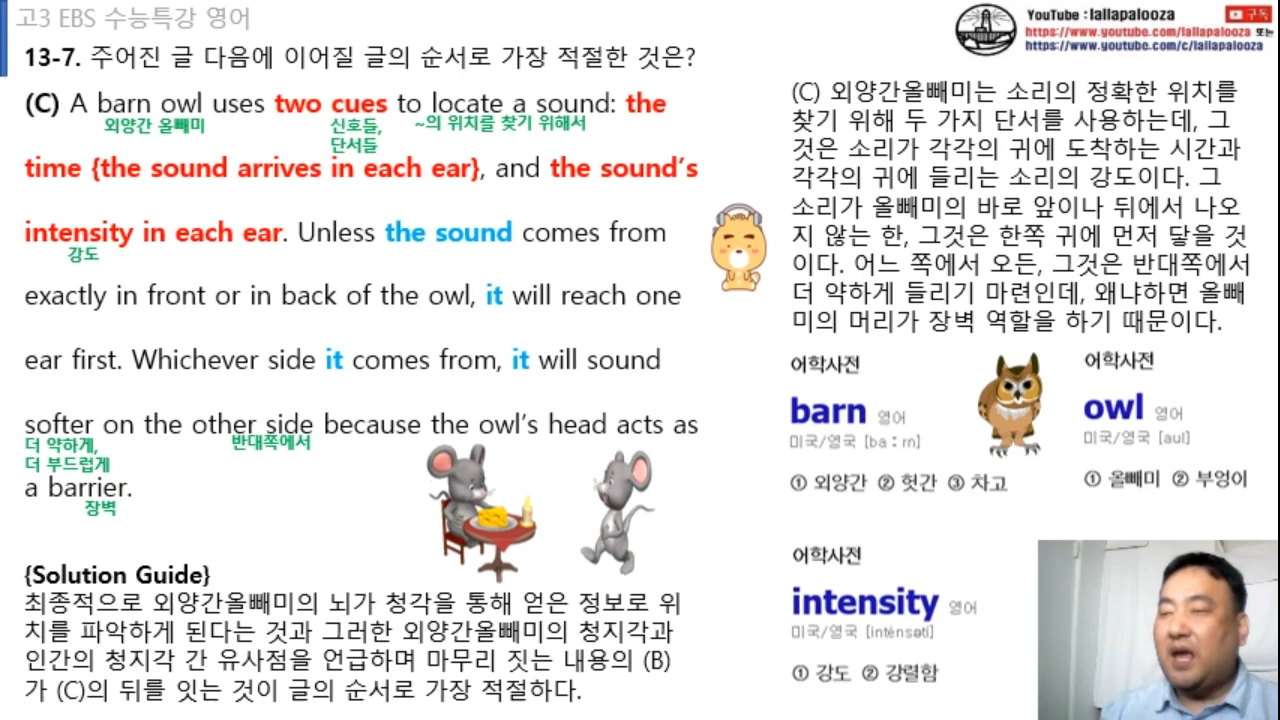 고3 EBS 수능특강 영어
YouTube : lallapalooza
구독
https://www.youtube.com/lallapalooza 또는
https://www.youtube.com/c/lallapalooza
13-7. 주어진 글 다음에 이어질 글의 순서로 가장 적절한 것은?
(C) A barn owl uses two cues to locate a sound: the
외양간 올빼미
신호들,
단서들
~의 위치를 찾기 위해서
time {the sound arrives in each ear}, and the sound's
intensity in each ear. Unless the sound comes from
강도
exactly in front or in back of the owl, it will reach one
ear first. Whichever side it comes from, it will sound
softer on the other side because the owl's head acts as
더 약하게,
더 부드럽게
반대쪽에서
a barrier.
장벽
{Solution Guide}
최종적으로 외양간올빼미의 뇌가 청각을 통해 얻은 정보로 위
치를 파악하게 된다는 것과 그러한 외양간올빼미의 청지각과
인간의 청지각 간 유사점을 언급하며 마무리 짓는 내용의 (B)
가 (C)의 뒤를 잇는 것이 글의 순서로 가장 적절하다.
(C) 외양간올빼미는 소리의 정확한 위치를
찾기 위해 두 가지 단서를 사용하는데, 그
것은 소리가 각각의 귀에 도착하는 시간과
각각의 귀에 들리는 소리의 강도이다. 그
소리가 올빼미의 바로 앞이나 뒤에서 나오
지 않는 한, 그것은 한쪽 귀에 먼저 닿을 것
이다. 어느 쪽에서 오든, 그것은 반대쪽에서
더 약하게 들리기 마련인데, 왜냐하면 올빼
미의 머리가 장벽 역할을 하기 때문이다.
어학사전
barn 영어
미국/영국 [bɑːrn]
① 외양간 ② 헛간 ③ 차고
어학사전
owl 영어
미국/영국 [aul]
① 올빼미 ② 부엉이
어학사전
intensity 영어
미국/영국 [inténsəti]
① 강도 ② 강렬함